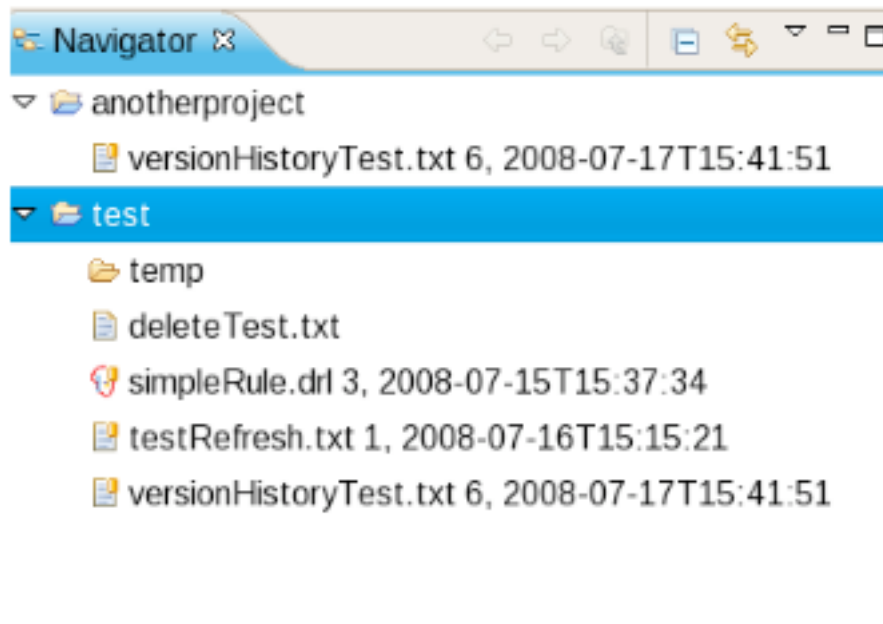 Navigator
anotherproject
versionHistoryTest.txt 6, 2008-07-17T15:41:51
test
temp
deleteTest.txt
simpleRule.drl 3, 2008-07-15T15:37:34
testRefresh.txt 1, 2008-07-16T15:15:21
versionHistoryTest.txt 6, 2008-07-17T15:41:51